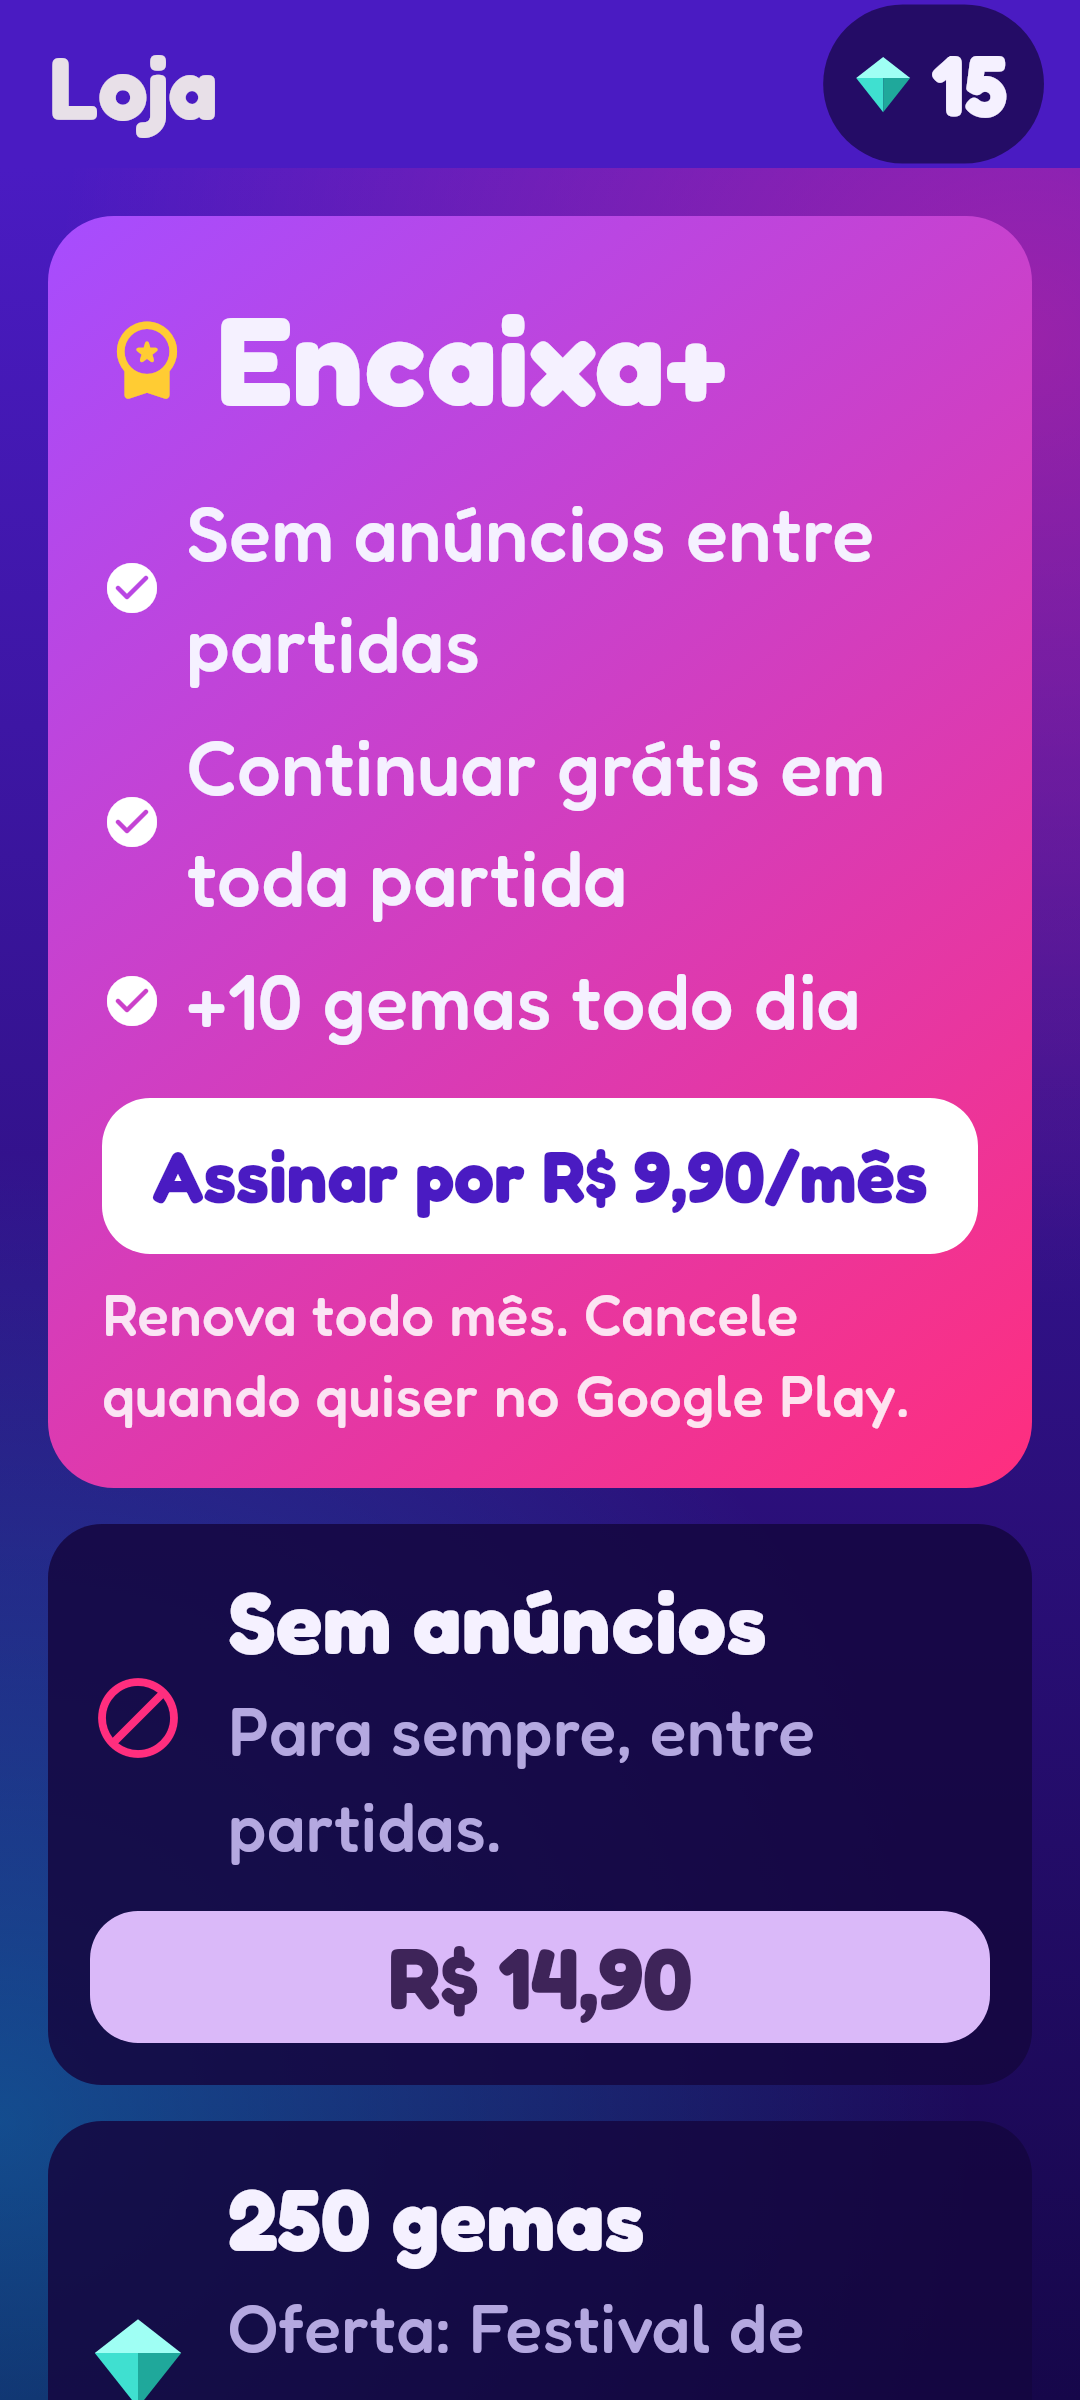 Loja
15
Encaixa+
Sem anúncios entre
partidas
Continuar grátis em
toda partida
+10 gemas todo dia
Assinar por R$ 9,90/mês
Renova todo mês. Cancele
quando quiser no Google Play.
Sem anúncios
Para sempre, entre
partidas.
R$ 14,90
250 gemas
Oferta: Festival de